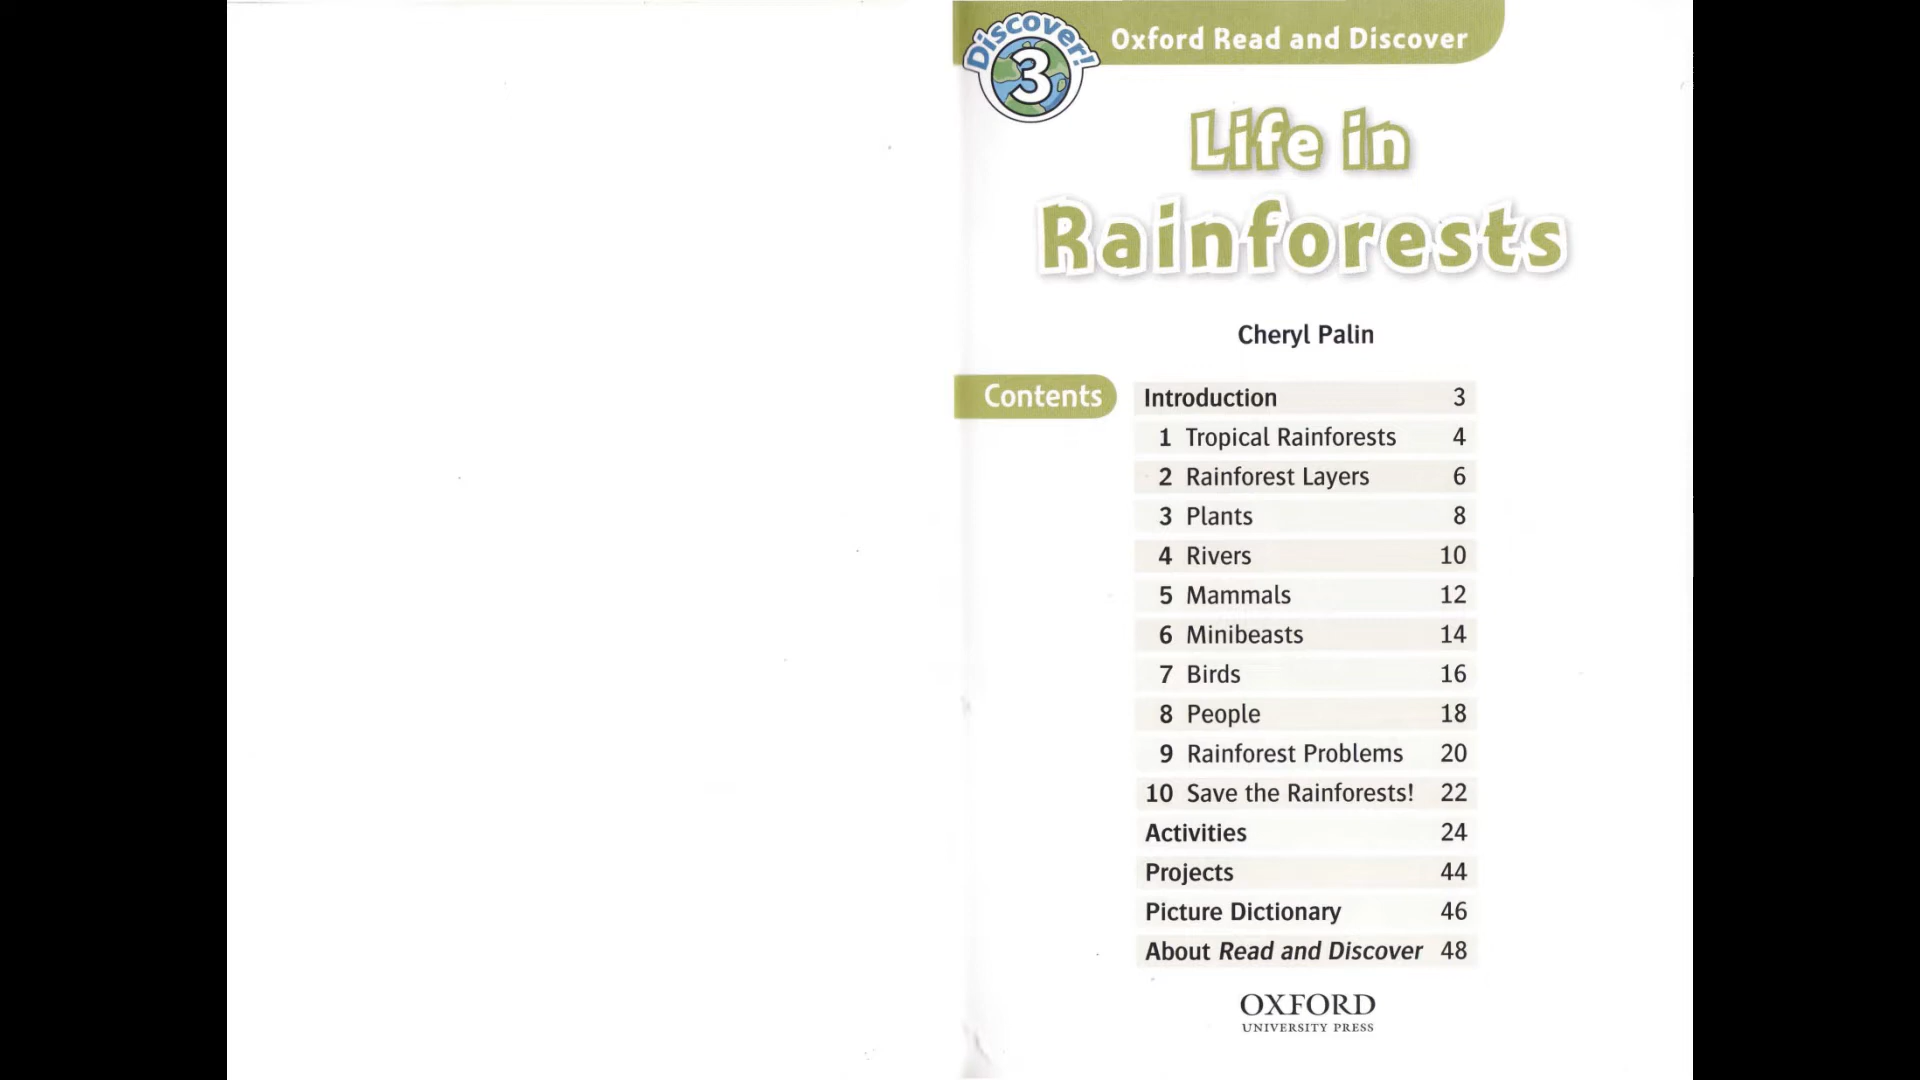 Discover!
3
Oxford Read and Discover
Life in
Rainforests
Cheryl Palin
Contents
Introduction 3
1 Tropical Rainforests 4
2 Rainforest Layers 6
3 Plants 8
4 Rivers 10
5 Mammals 12
6 Minibeasts 14
7 Birds 16
8 People 18
9 Rainforest Problems 20
10 Save the Rainforests! 22
Activities 24
Projects 44
Picture Dictionary 46
About Read and Discover 48
OXFORD
UNIVERSITY PRESS